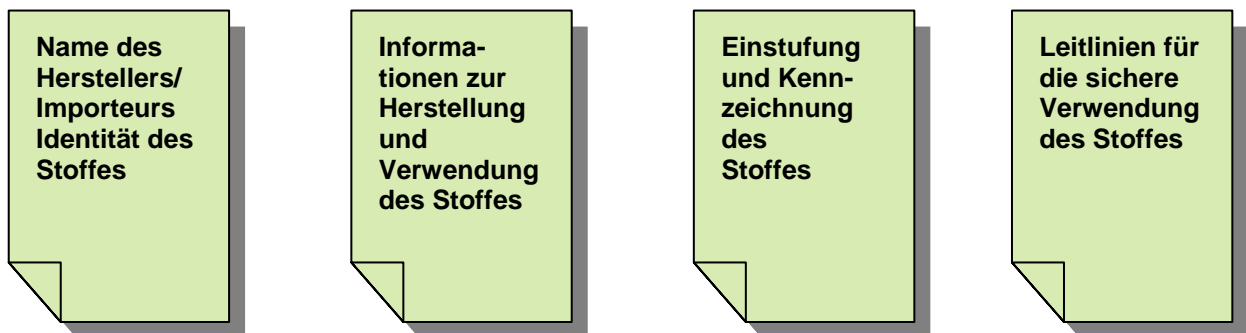 Name des
Herstellers/
Importeurs
Identität des
Stoffes
Informa-
tionen zur
Herstellung
und
Verwendung
des Stoffes
Einstufung
und Kenn-
zeichnung
des
Stoffes
Leitlinien für
die sichere
Verwendung
des Stoffes